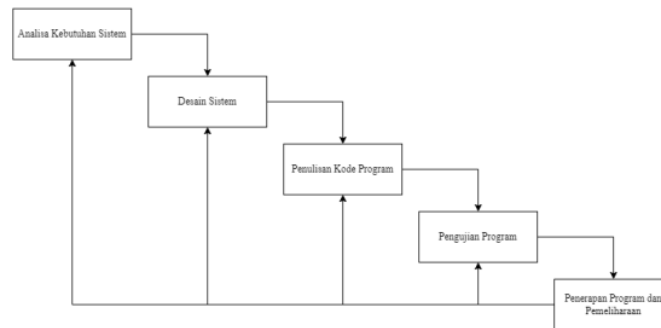 Analisa Kebutuhan Sistem
Desain Sistem
Penulisan Kode Program
Pengujian Program
Penerapan Program dan
Pemeliharaan